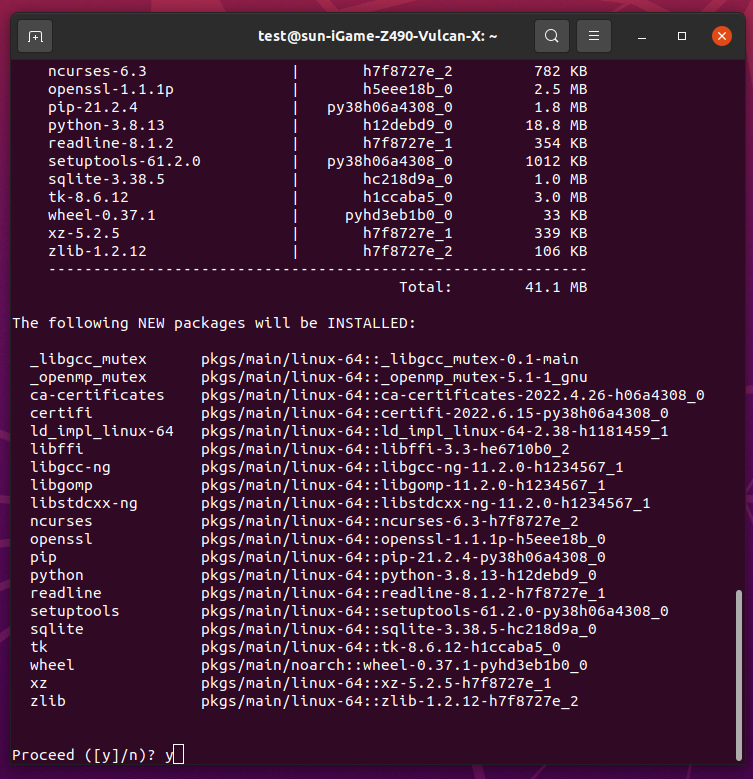 test@sun-iGame-Z490-Vulcan-X: ~
ncurses-6.3 | h7f8727e_2 782 KB
openssl-1.1.1p | h5eee18b_0 2.5 MB
pip-21.2.4 | py38h06a4308_0 1.8 MB
python-3.8.13 | h12debd9_0 18.8 MB
readline-8.1.2 | h7f8727e_1 354 KB
setuptools-61.2.0 | py38h06a4308_0 1012 KB
sqlite-3.38.5 | hc218d9a_0 1.0 MB
tk-8.6.12 | h1ccaba5_0 3.0 MB
wheel-0.37.1 | pyhd3eb1b0_0 33 KB
xz-5.2.5 | h7f8727e_1 339 KB
zlib-1.2.12 | h7f8727e_2 106 KB
------------------------------------------------------------
Total: 41.1 MB
The following NEW packages will be INSTALLED:
_libgcc_mutex pkgs/main/linux-64::_libgcc_mutex-0.1-main
_openmp_mutex pkgs/main/linux-64::_openmp_mutex-5.1-1_gnu
ca-certificates pkgs/main/linux-64::ca-certificates-2022.4.26-h06a4308_0
certifi pkgs/main/linux-64::certifi-2022.6.15-py38h06a4308_0
ld_impl_linux-64 pkgs/main/linux-64::ld_impl_linux-64-2.38-h1181459_1
libffi pkgs/main/linux-64::libffi-3.3-he6710b0_2
libgcc-ng pkgs/main/linux-64::libgcc-ng-11.2.0-h1234567_1
libgomp pkgs/main/linux-64::libgomp-11.2.0-h1234567_1
libstdcxx-ng pkgs/main/linux-64::libstdcxx-ng-11.2.0-h1234567_1
ncurses pkgs/main/linux-64::ncurses-6.3-h7f8727e_2
openssl pkgs/main/linux-64::openssl-1.1.1p-h5eee18b_0
pip pkgs/main/linux-64::pip-21.2.4-py38h06a4308_0
python pkgs/main/linux-64::python-3.8.13-h12debd9_0
readline pkgs/main/linux-64::readline-8.1.2-h7f8727e_1
setuptools pkgs/main/linux-64::setuptools-61.2.0-py38h06a4308_0
sqlite pkgs/main/linux-64::sqlite-3.38.5-hc218d9a_0
tk pkgs/main/linux-64::tk-8.6.12-h1ccaba5_0
wheel pkgs/main/noarch::wheel-0.37.1-pyhd3eb1b0_0
xz pkgs/main/linux-64::xz-5.2.5-h7f8727e_1
zlib pkgs/main/linux-64::zlib-1.2.12-h7f8727e_2
Proceed ([y]/n)? y